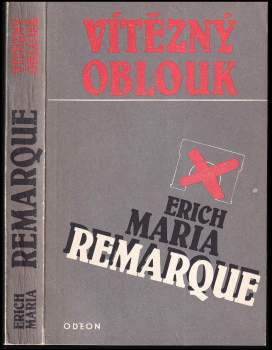 VÍTĚZNÝ
OBLOUK
ERICH
MARIA
REMARQUE
ODEON
ERICH
MARIA
REMARQUE
VÍTĚZNÝ
OBLOUK